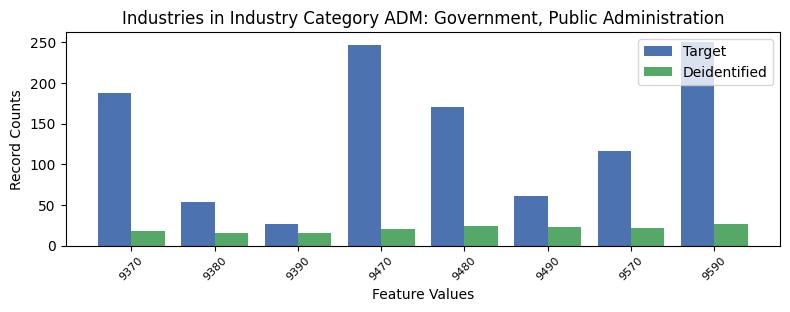 Industries in Industry Category ADM: Government, Public Administration
Target
Deidentified
Record Counts
250
200
150
100
50
0
9370 9380 9390 9470 9480 9490 9570 9590
Feature Values